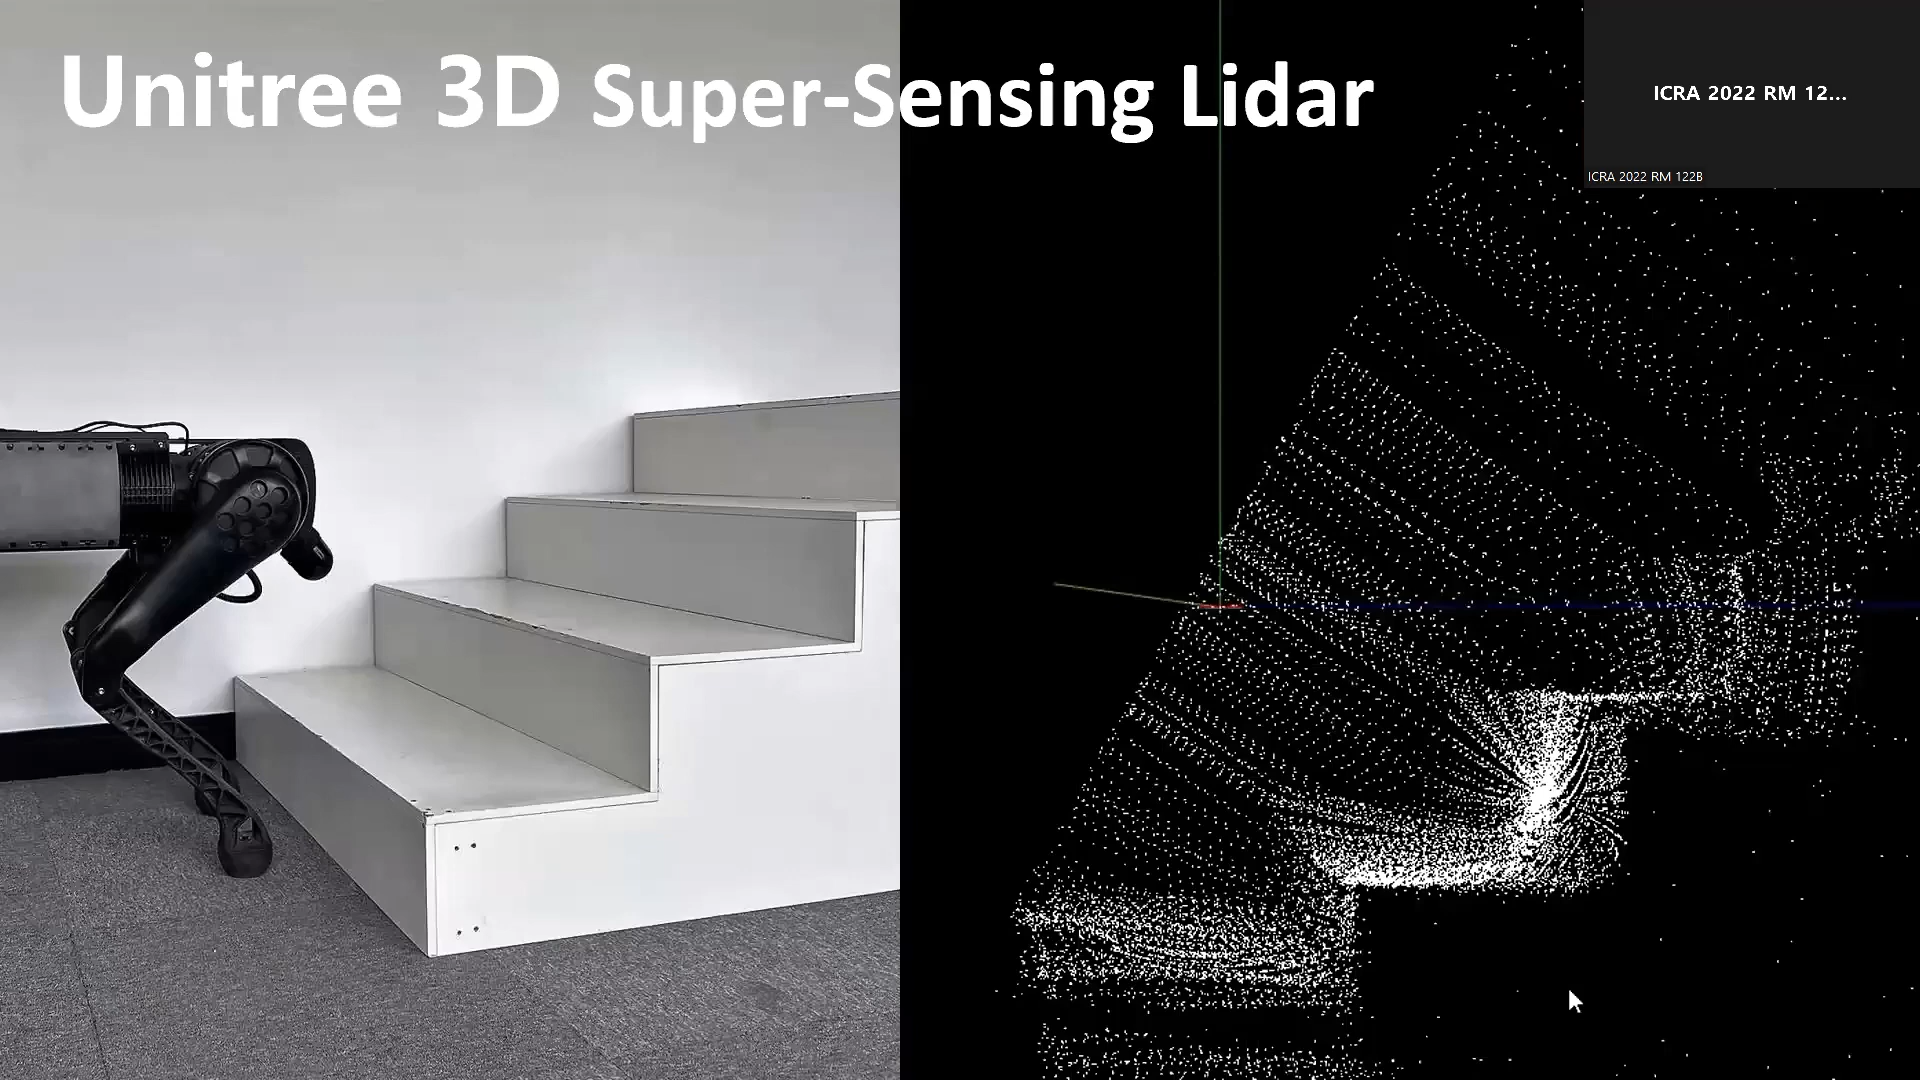 Unitree 3D Super-Sensing Lidar
ICRA 2022 RM 12...
ICRA 2022 RM 122B